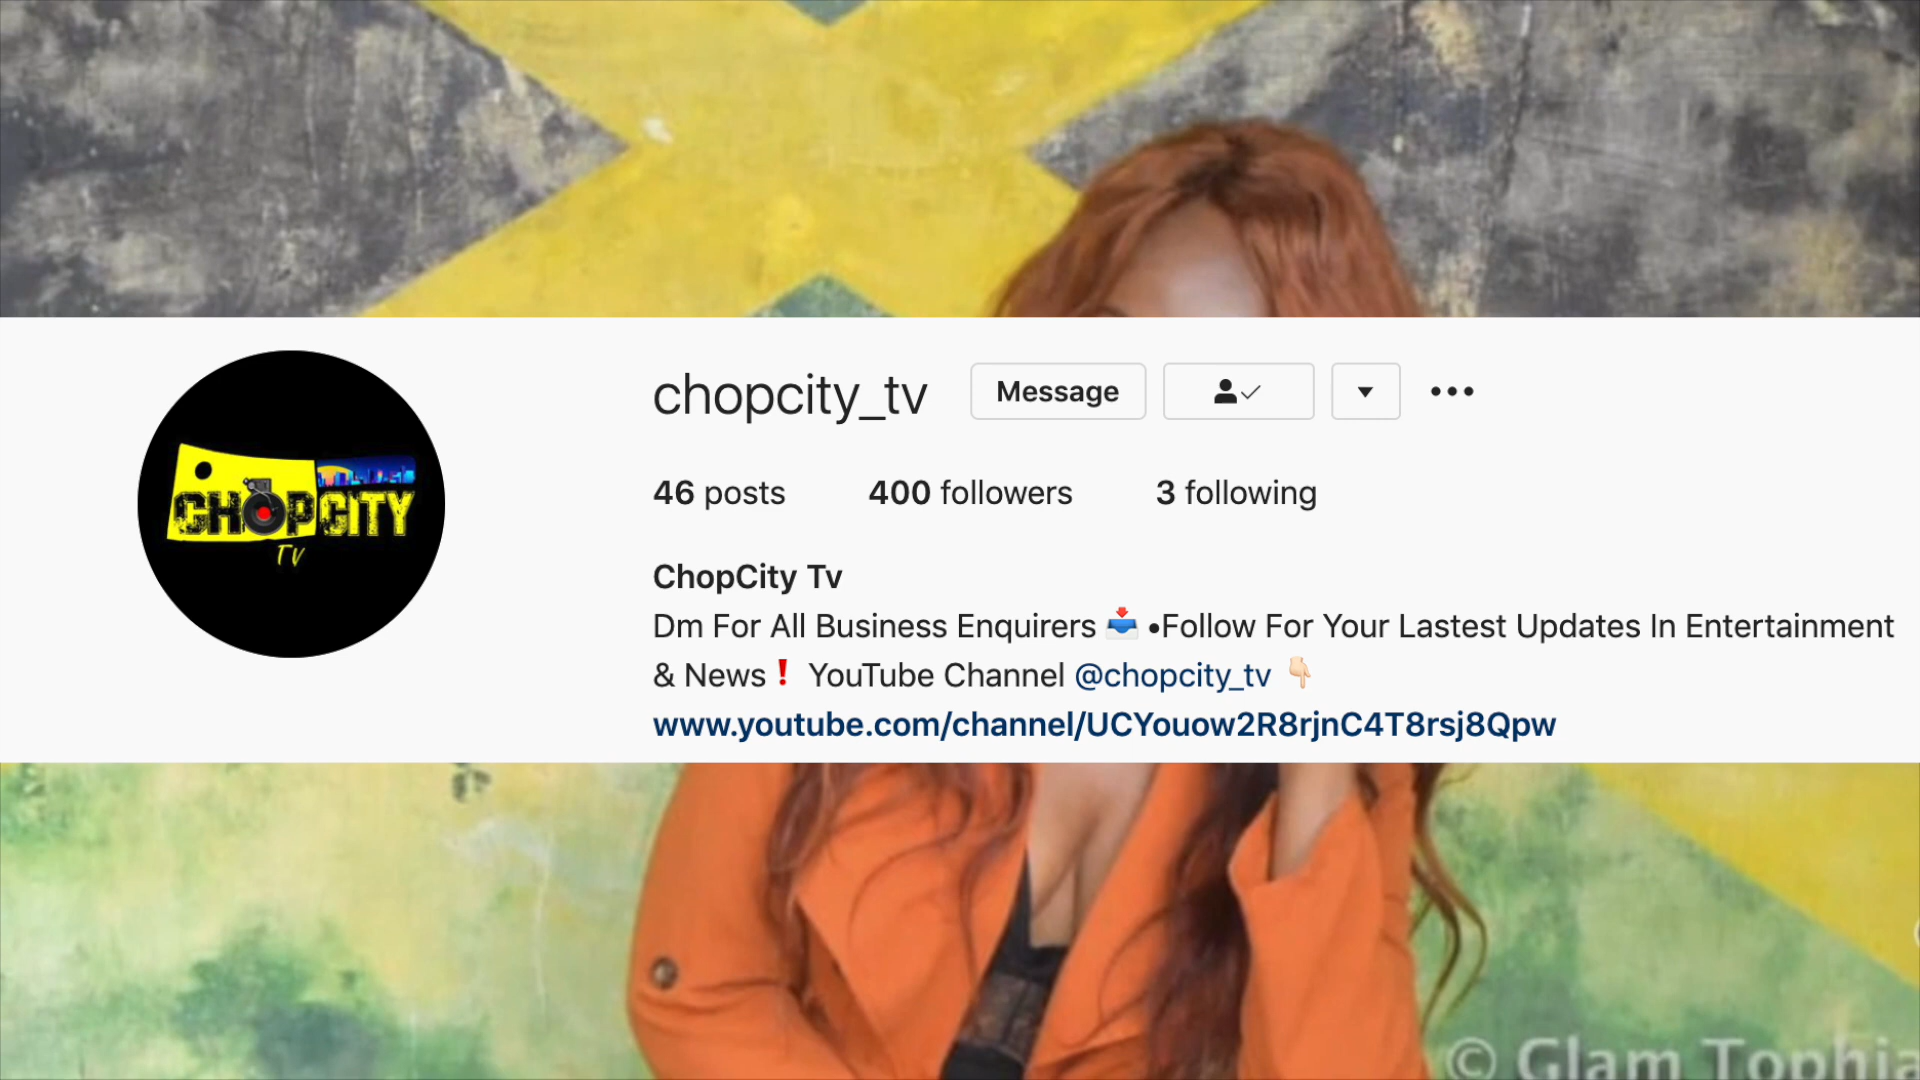 chopcity_tv Message
46 posts 400 followers 3 following
CHOPCITY
Tv
ChopCity Tv
Dm For All Business Enquirers 📥 •Follow For Your Lastest Updates In Entertainment
& News❗ YouTube Channel @chopcity_tv 👇🏻
www.youtube.com/channel/UCYouow2R8rjnC4T8rsj8Qpw
© Glam Tophia